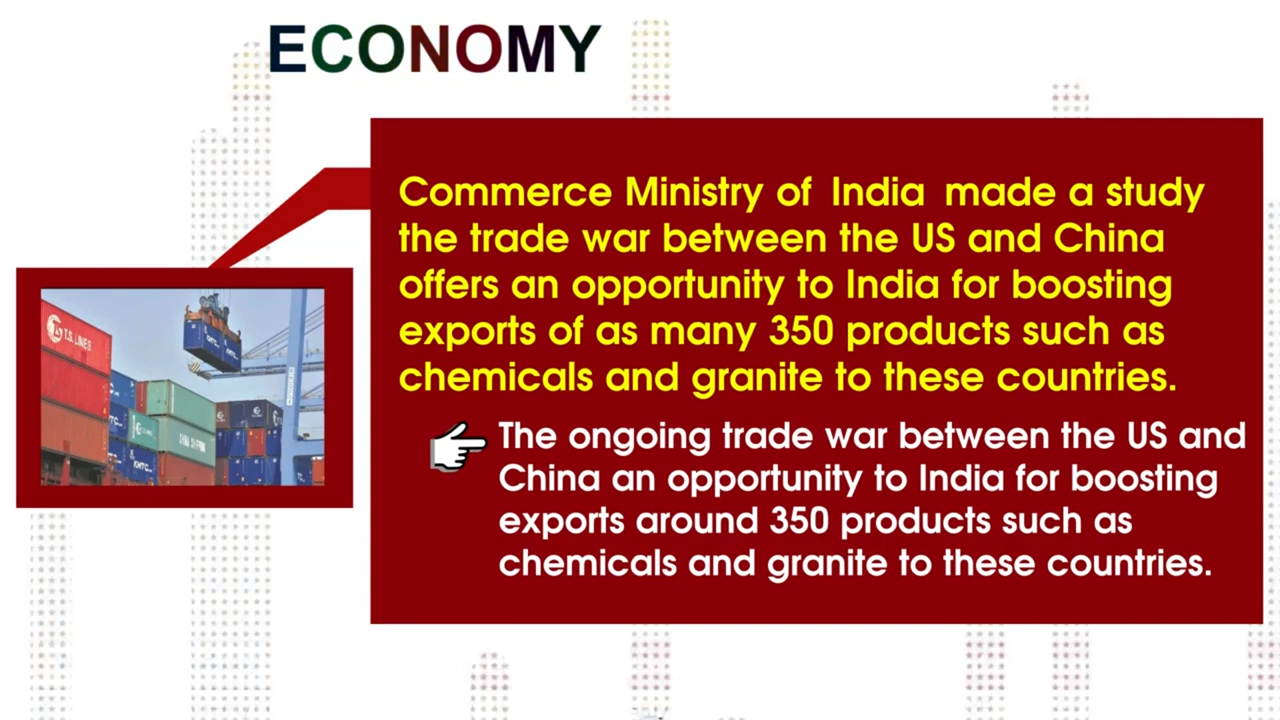 ECONOMY
Commerce Ministry of India made a study
the trade war between the US and China
offers an opportunity to India for boosting
exports of as many 350 products such as
chemicals and granite to these countries.
The ongoing trade war between the US and
China an opportunity to India for boosting
exports around 350 products such as
chemicals and granite to these countries.
T.S. LINES
CHINA SHIPPING